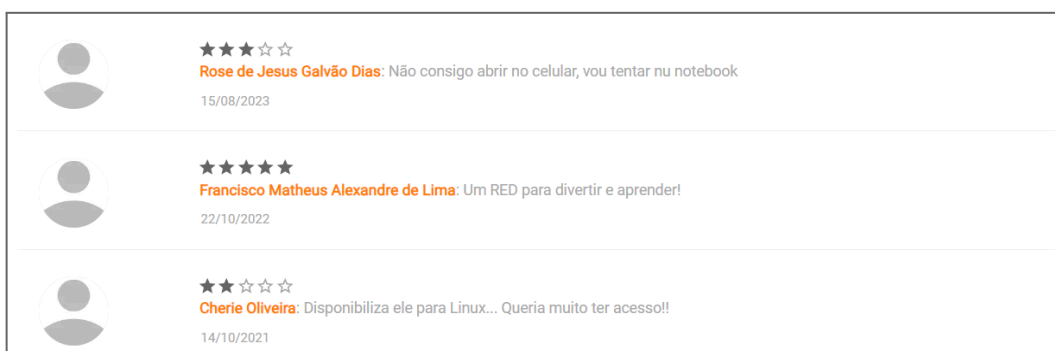 Rose de Jesus Galvão Dias: Não consigo abrir no celular, vou tentar nu notebook
15/08/2023
Francisco Matheus Alexandre de Lima: Um RED para divertir e aprender!
22/10/2022
Cherie Oliveira: Disponibiliza ele para Linux... Queria muito ter acesso!!
14/10/2021